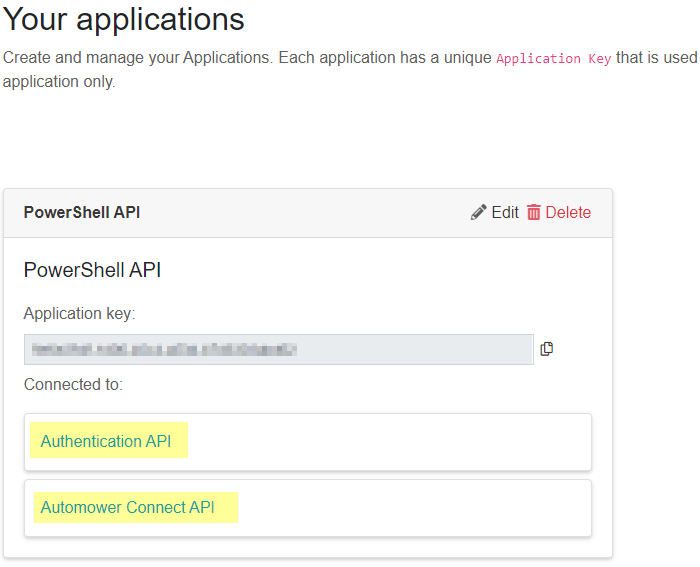 Your applications
Create and manage your Applications. Each application has a unique Application Key that is used
application only.
PowerShell API
Edit Delete
PowerShell API
Application key:
Connected to:
Authentication API
Automower Connect API